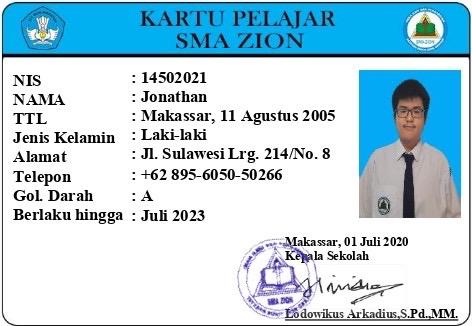 KARTU PELAJAR
SMA ZION
NIS : 14502021
NAMA : Jonathan
TTL : Makassar, 11 Agustus 2005
Jenis Kelamin : Laki-laki
Alamat : Jl. Sulawesi Lrg. 214/No. 8
Telepon : +62 895-6050-50266
Gol. Darah : A
Berlaku hingga : Juli 2023
Makassar, 01 Juli 2020
Kepala Sekolah
SMA ZION
Lodowikus Arkadius,S.Pd.,MM.